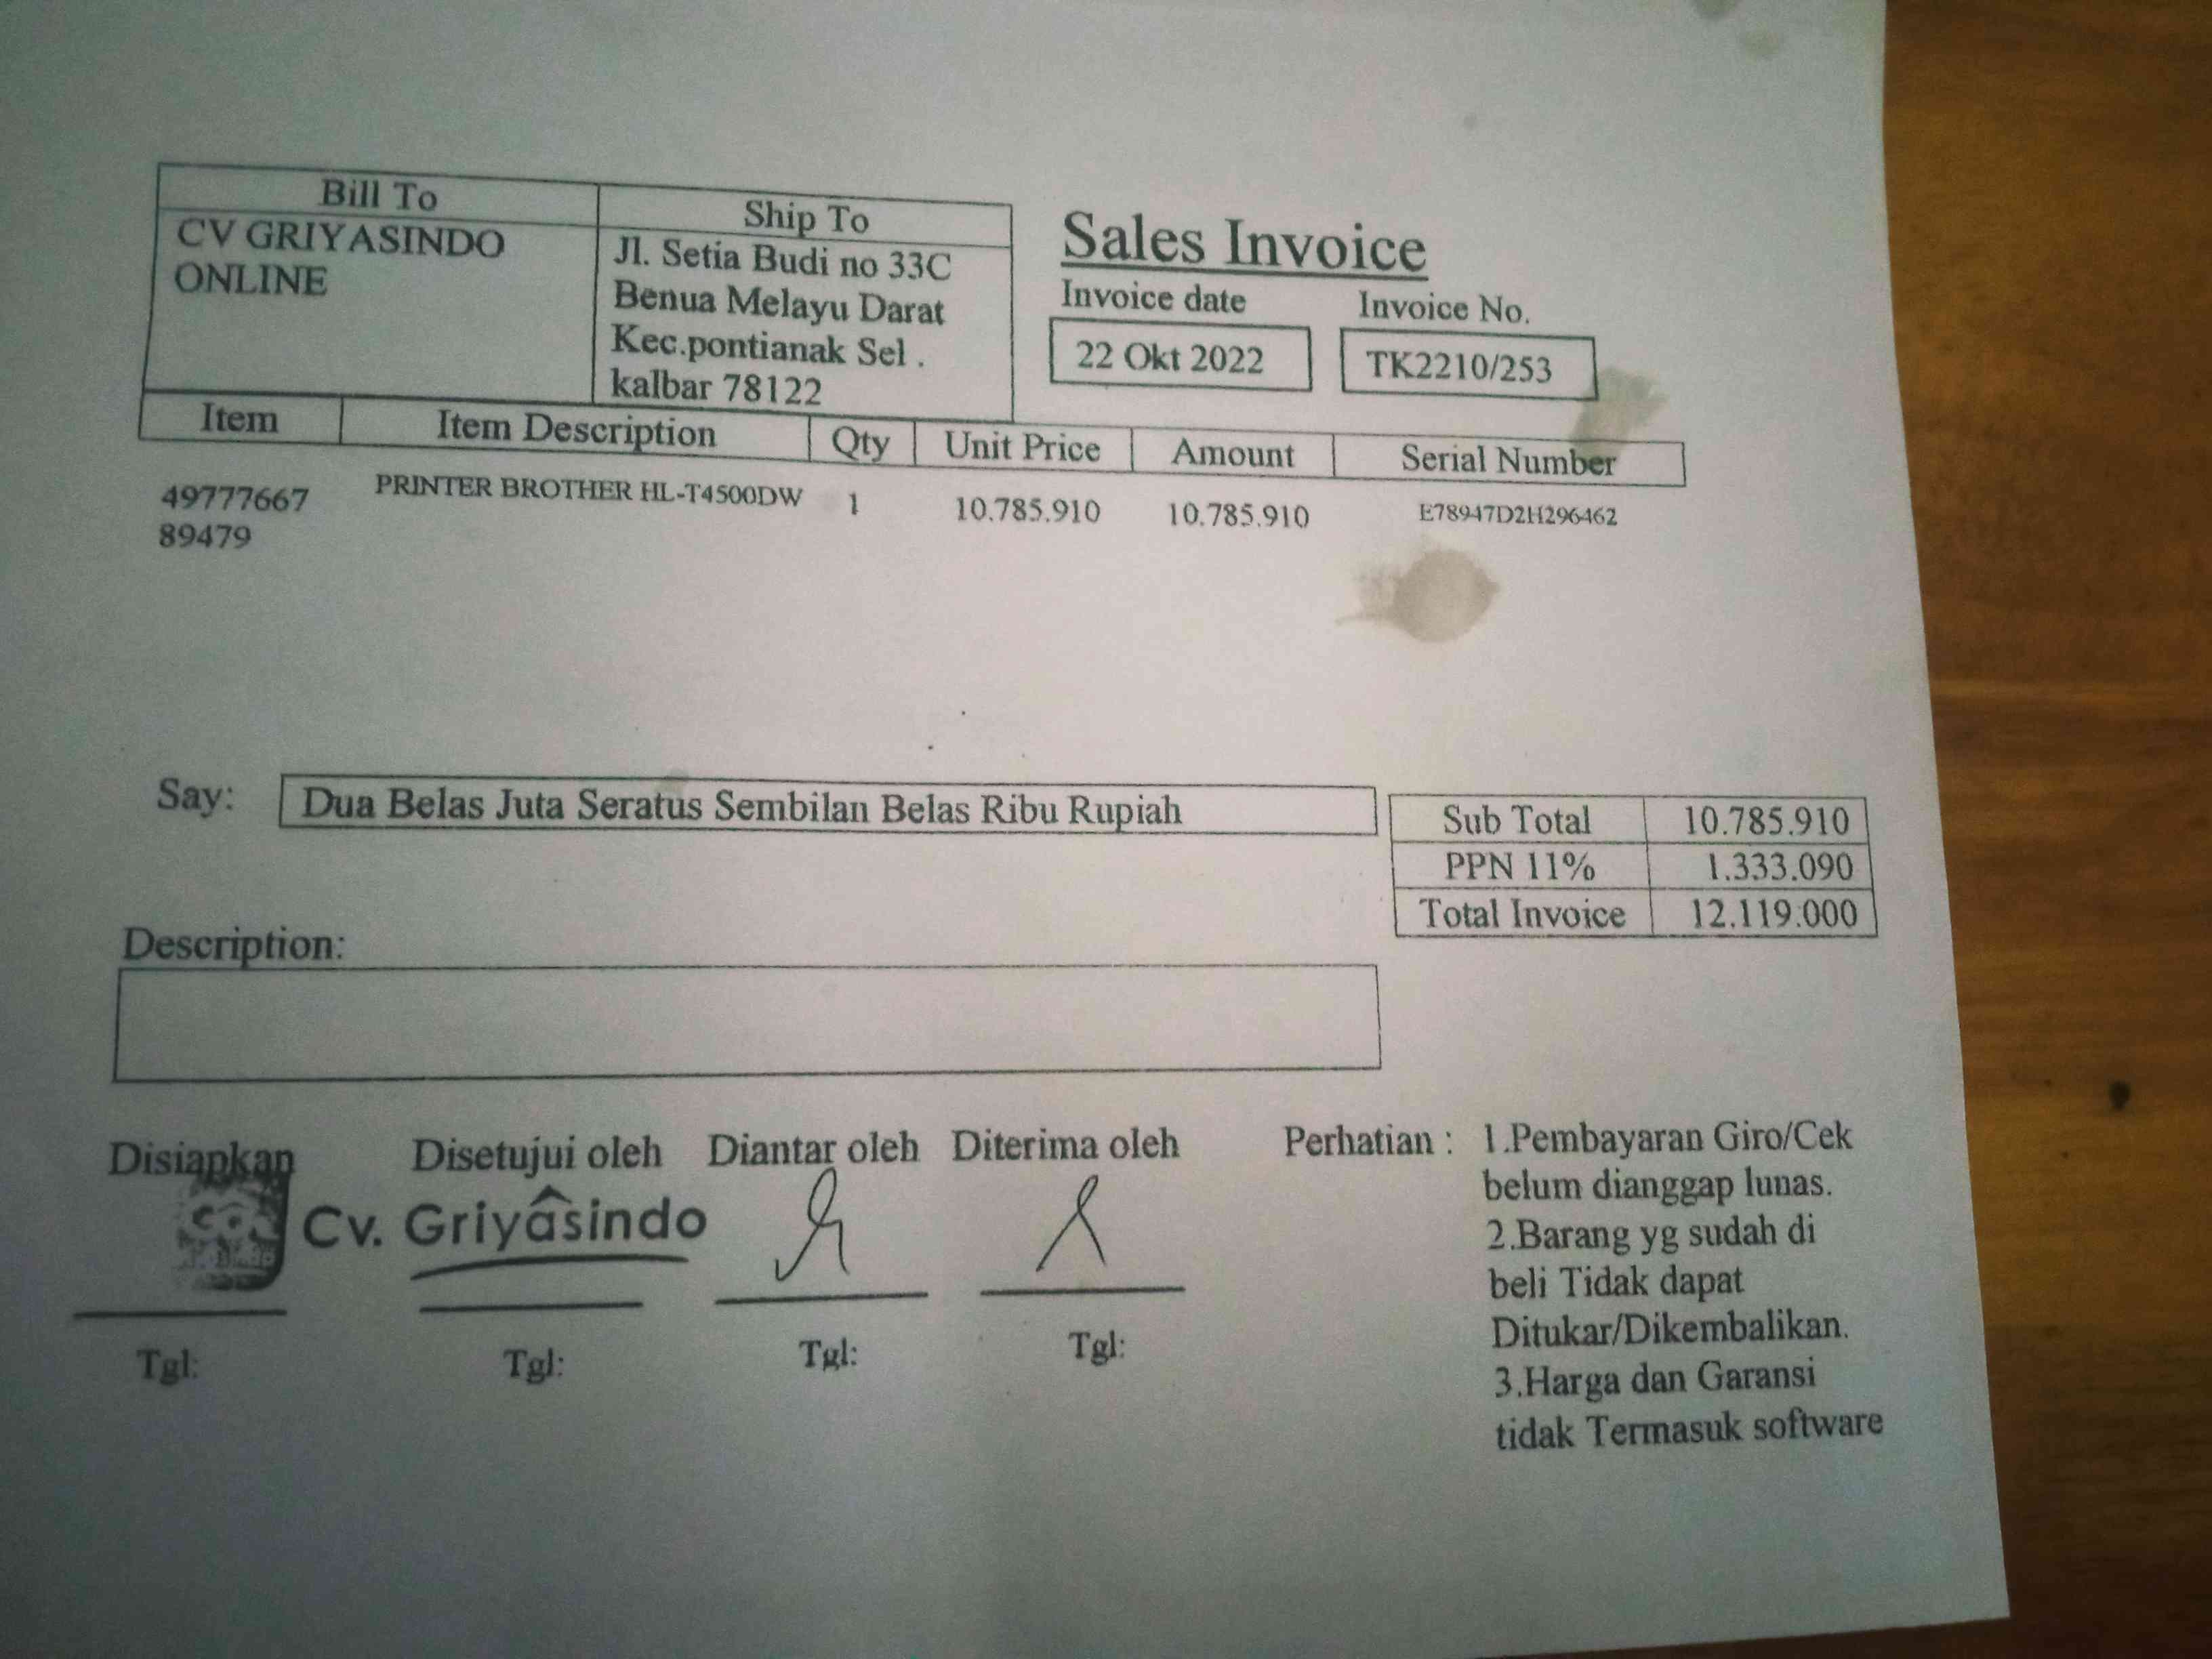 Bill To
CV GRIYASINDO
ONLINE
Ship To
Jl. Setia Budi no 33C
Benua Melayu Darat
Kec.pontianak Sel .
kalbar 78122
Sales Invoice
Invoice date Invoice No.
22 Okt 2022 TK2210/253
Item Item Description Qty Unit Price Amount Serial Number
49777667 PRINTER BROTHER HL-T4500DW 1 10.785.910 10.785.910 E78947D2H296462
89479
Say: Dua Belas Juta Seratus Sembilan Belas Ribu Rupiah
Sub Total 10.785.910
PPN 11% 1.333.090
Total Invoice 12.119.000
Description:
Disiapkan Disetujui oleh Diantar oleh Diterima oleh
Cv. Griyasindo
Tgl: Tgl: Tgl: Tgl:
Perhatian : 1.Pembayaran Giro/Cek
belum dianggap lunas.
2.Barang yg sudah di
beli Tidak dapat
Ditukar/Dikembalikan.
3.Harga dan Garansi
tidak Termasuk software